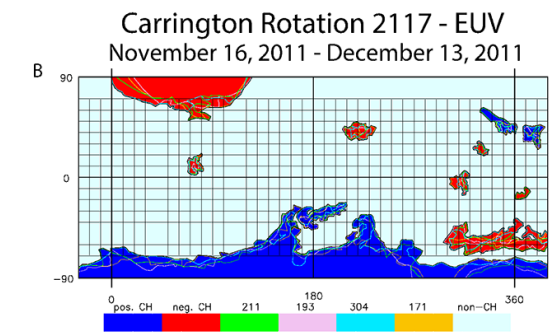 Carrington Rotation 2117 - EUV
November 16, 2011 - December 13, 2011
B
90
0
−90
0 180 360
pos. CH neg. CH 211 193 304 171 non-CH